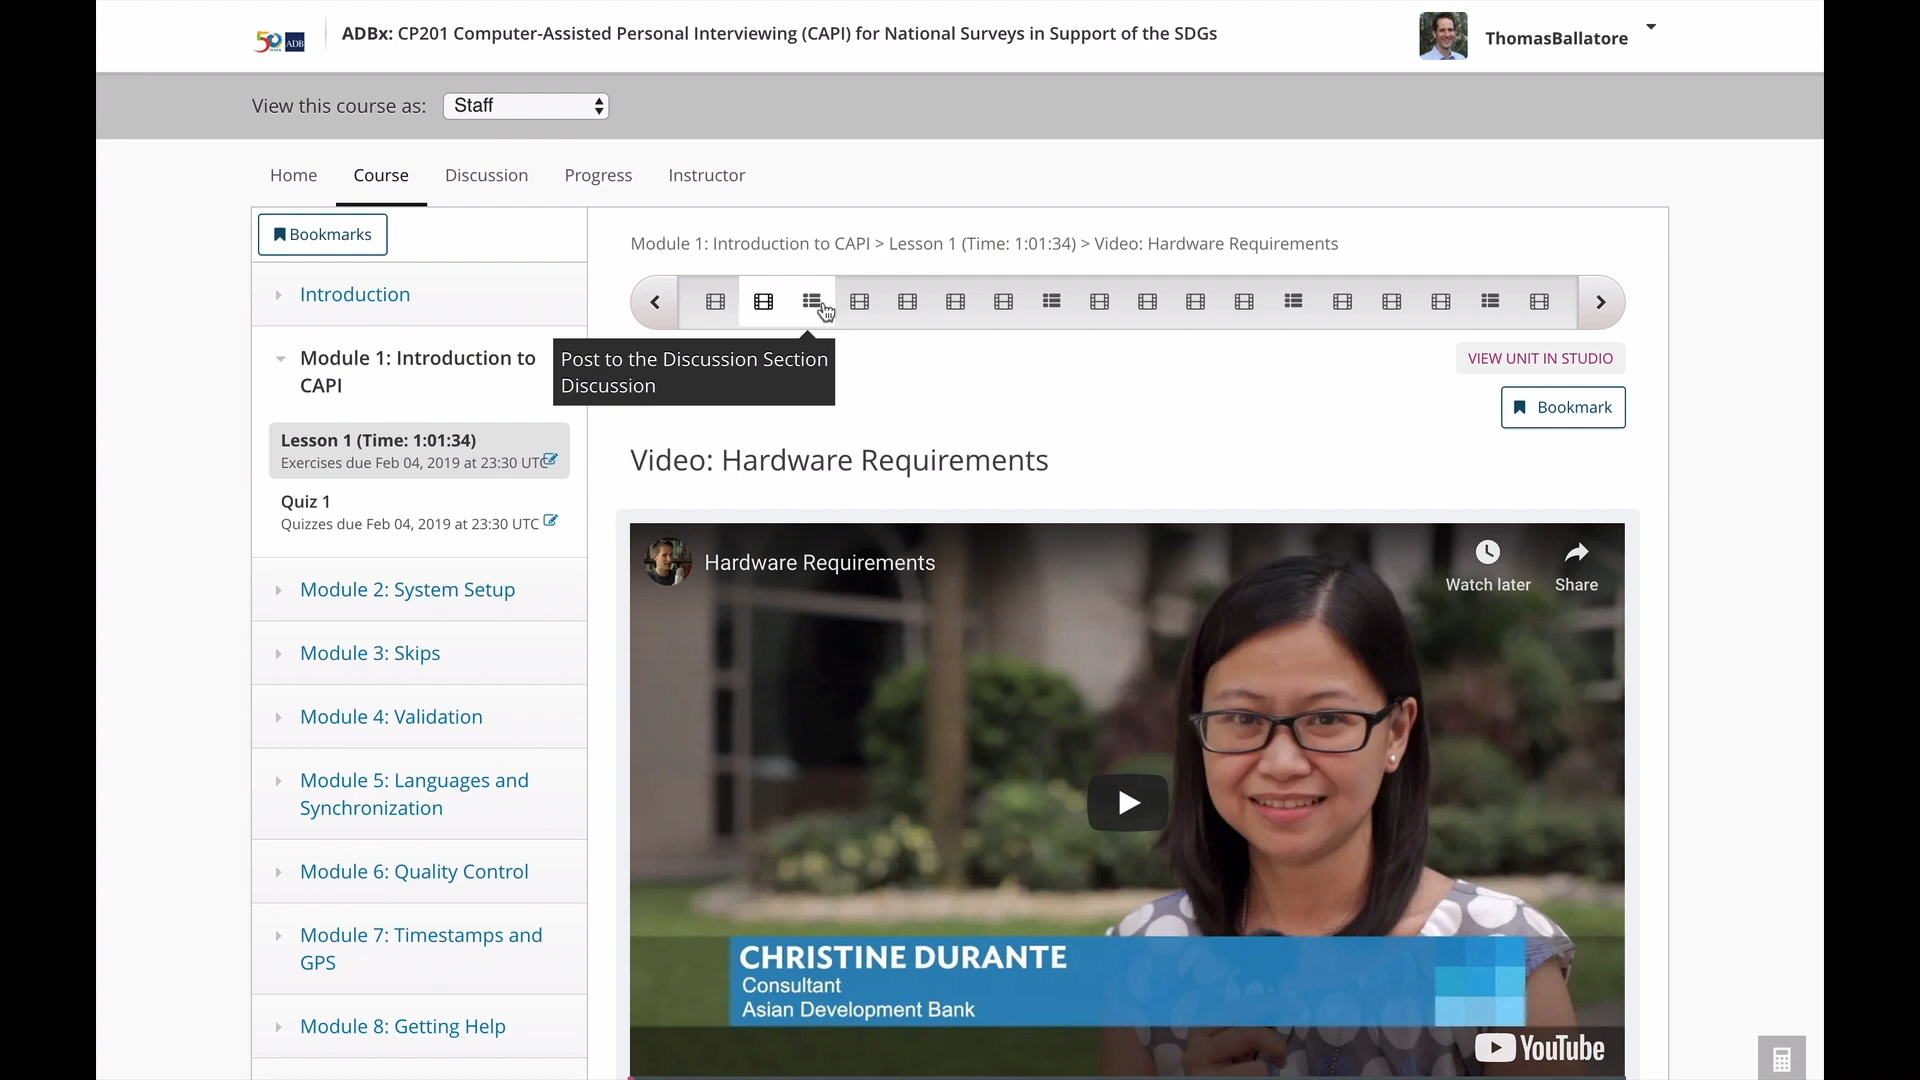 50 ADB
ADBx: CP201 Computer-Assisted Personal Interviewing (CAPI) for National Surveys in Support of the SDGs
ThomasBallatore
View this course as: Staff
Home Course Discussion Progress Instructor
Bookmarks
Introduction
Module 1: Introduction to
CAPI
Lesson 1 (Time: 1:01:34)
Exercises due Feb 04, 2019 at 23:30 UTC
Quiz 1
Quizzes due Feb 04, 2019 at 23:30 UTC
Module 2: System Setup
Module 3: Skips
Module 4: Validation
Module 5: Languages and
Synchronization
Module 6: Quality Control
Module 7: Timestamps and
GPS
Module 8: Getting Help
Module 1: Introduction to CAPI > Lesson 1 (Time: 1:01:34) > Video: Hardware Requirements
Post to the Discussion Section
Discussion
VIEW UNIT IN STUDIO
Bookmark
Video: Hardware Requirements
Hardware Requirements
Watch later
Share
CHRISTINE DURANTE
Consultant
Asian Development Bank
YouTube